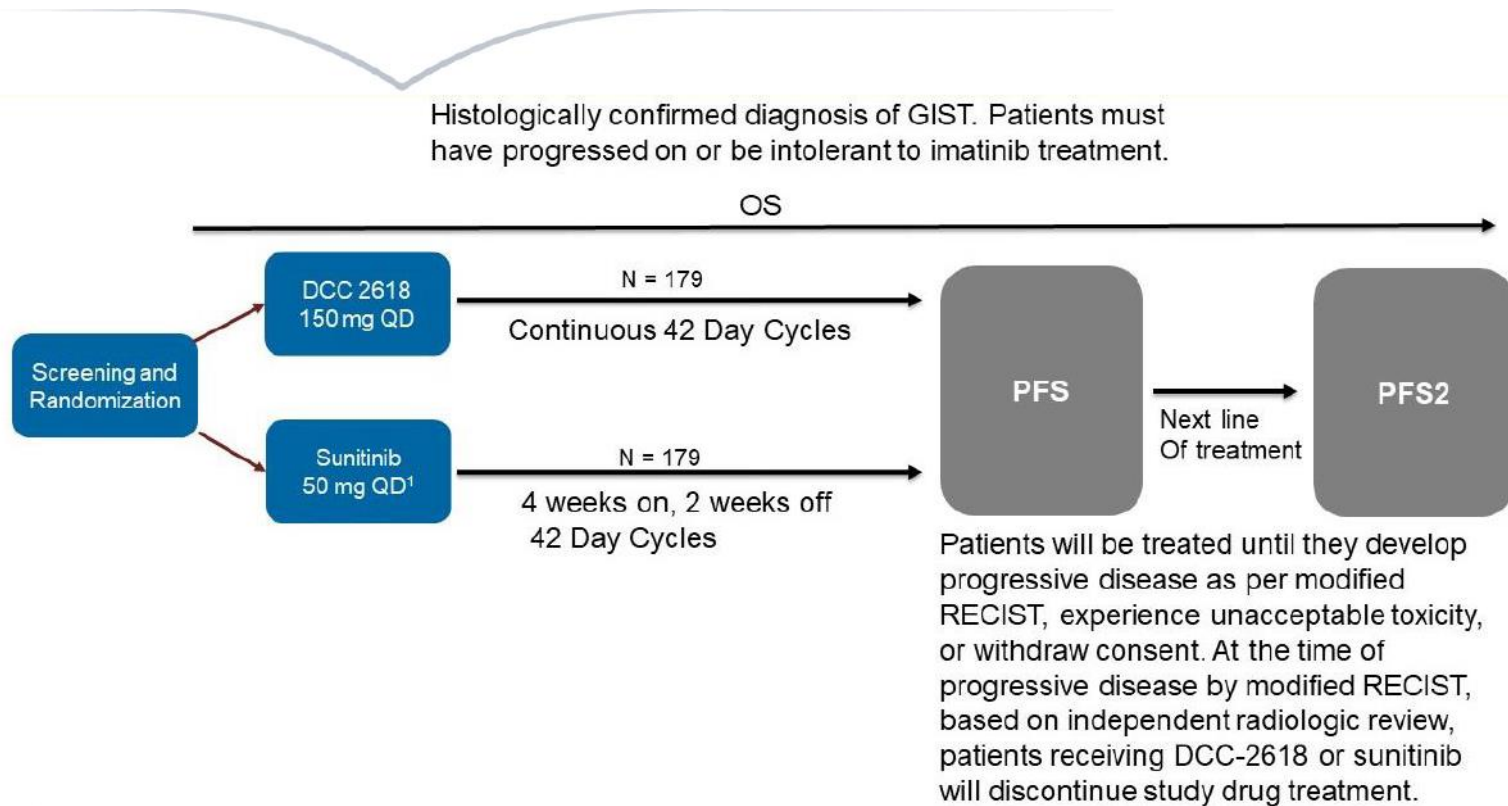 Histologically confirmed diagnosis of GIST. Patients must
have progressed on or be intolerant to imatinib treatment.
OS
DCC 2618
150 mg QD
N = 179
Continuous 42 Day Cycles
Screening and
Randomization
Sunitinib
50 mg QD¹
N = 179
4 weeks on, 2 weeks off
42 Day Cycles
PFS
Next line
Of treatment
PFS2
Patients will be treated until they develop
progressive disease as per modified
RECIST, experience unacceptable toxicity,
or withdraw consent. At the time of
progressive disease by modified RECIST,
based on independent radiologic review,
patients receiving DCC-2618 or sunitinib
will discontinue study drug treatment.